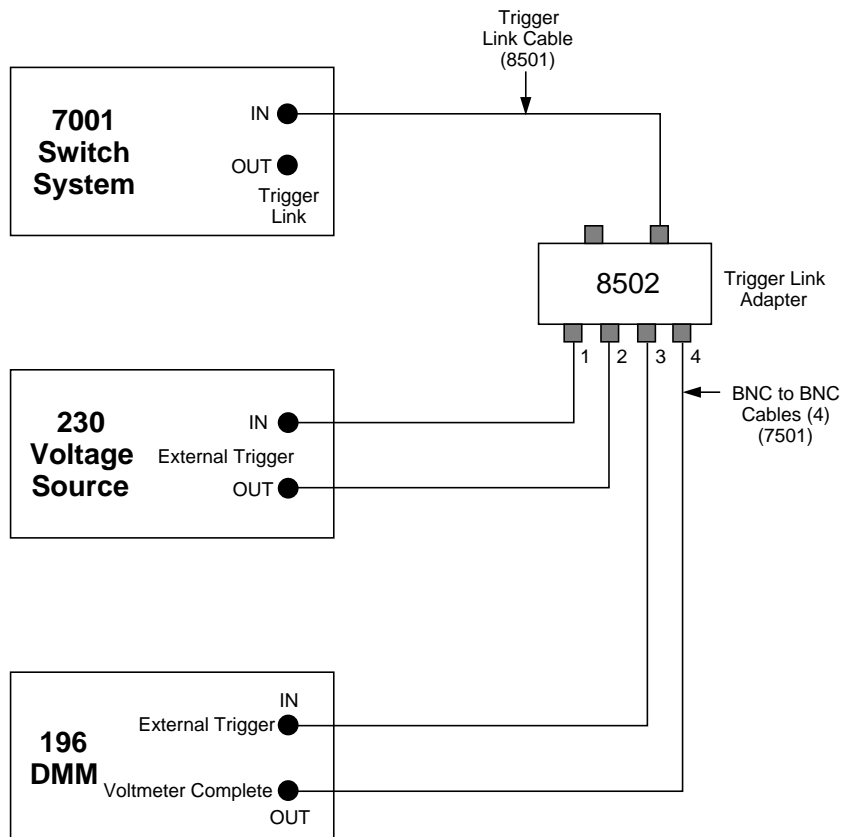 Trigger
Link Cable
(8501)
7001
Switch
System
IN
OUT
Trigger
Link
8502
Trigger Link
Adapter
1
2
3
4
BNC to BNC
Cables (4)
(7501)
230
Voltage
Source
IN
External Trigger
OUT
196
DMM
IN
External Trigger
Voltmeter Complete
OUT